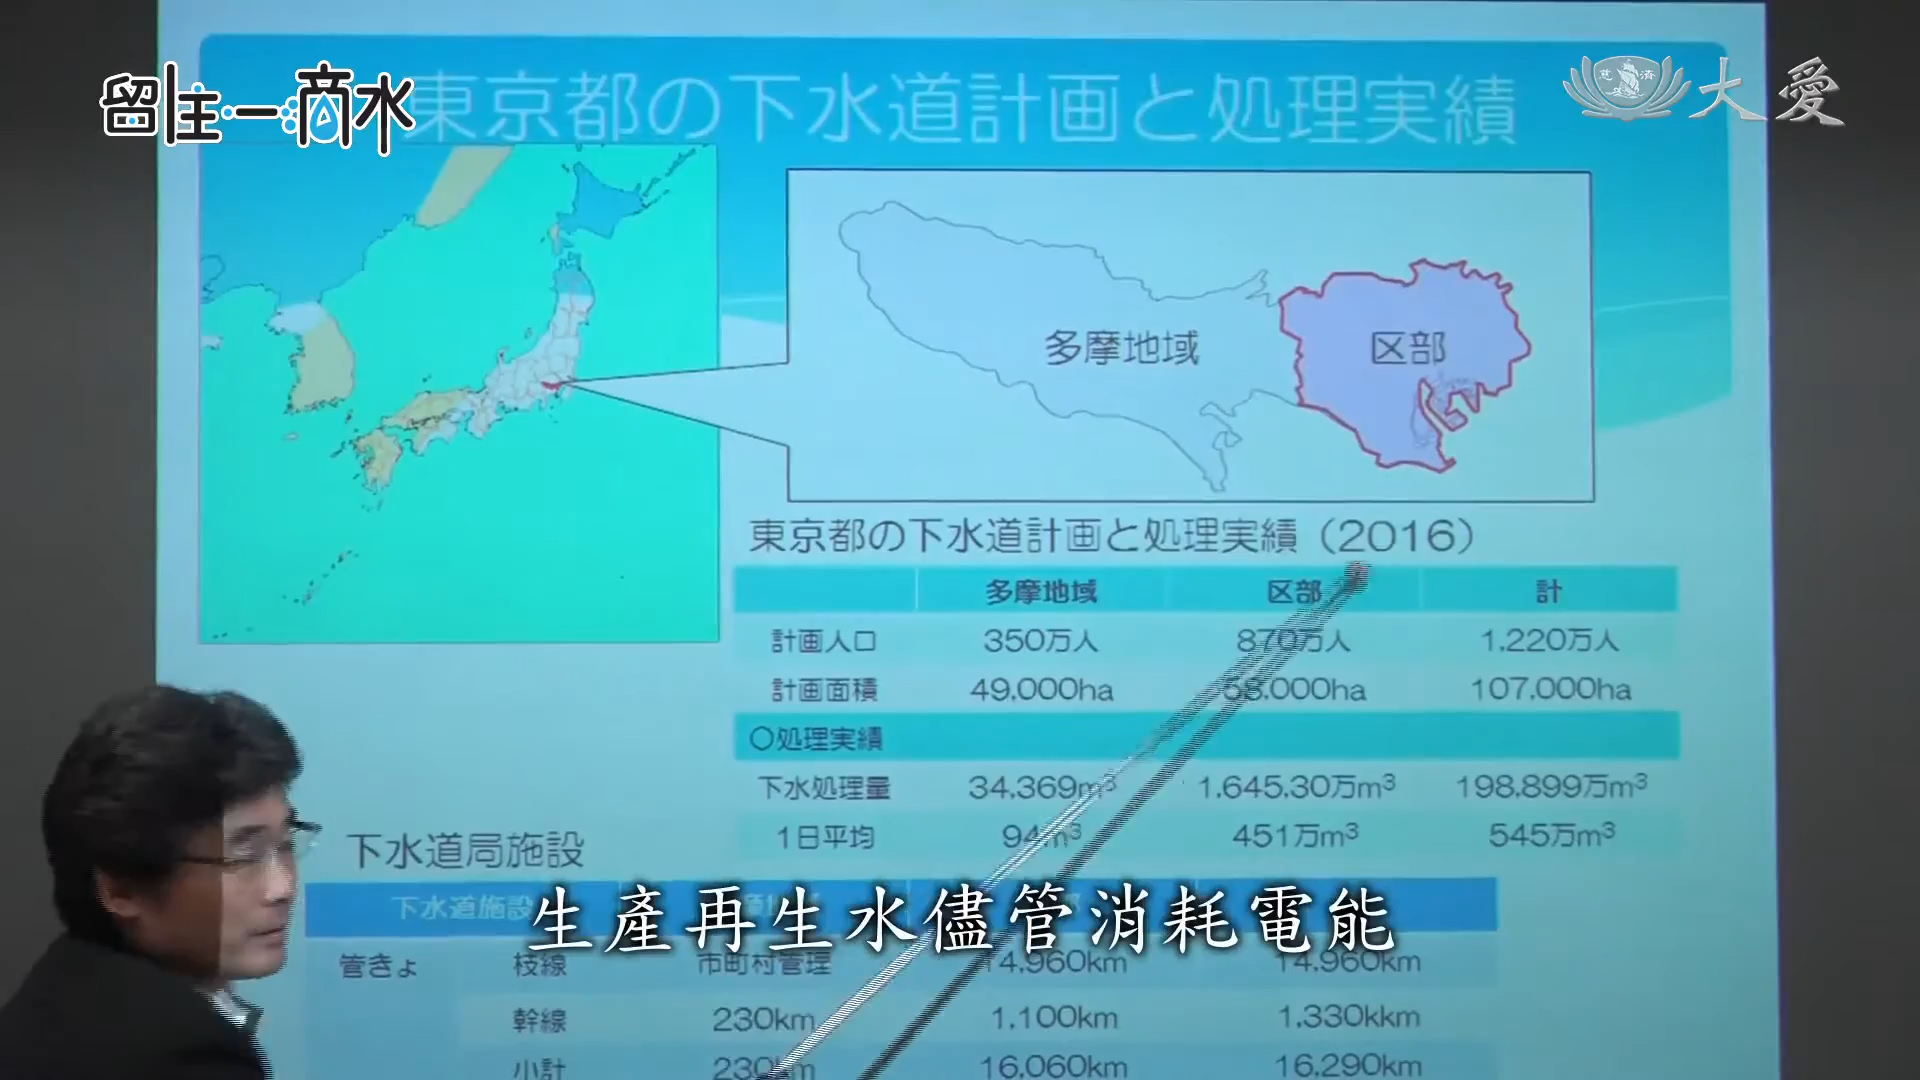 留住一滴水
慈濟
大愛
東京都の下水道計画と処理実績
多摩地域
区部
東京都の下水道計画と処理実績（2016）
多摩地域 区部 計
計画人口 350万人 870万人 1,220万人
計画面積 49,000ha 58,000ha 107,000ha
〇処理実績
下水処理量 34,369m³ 1,645,30万m³ 198,899万m³
1日平均 94m³ 451万m³ 545万m³
下水道局施設
下水道施設
生產再生水儘管消耗電能
管きょ 枝線 市町村管理 14,960km 14,960km
幹線 230km 1,100km 1,330kkm
小計 230km 16,060km 16,290km